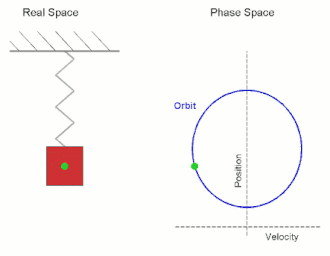 Real Space
Phase Space
Orbit
Position
Velocity